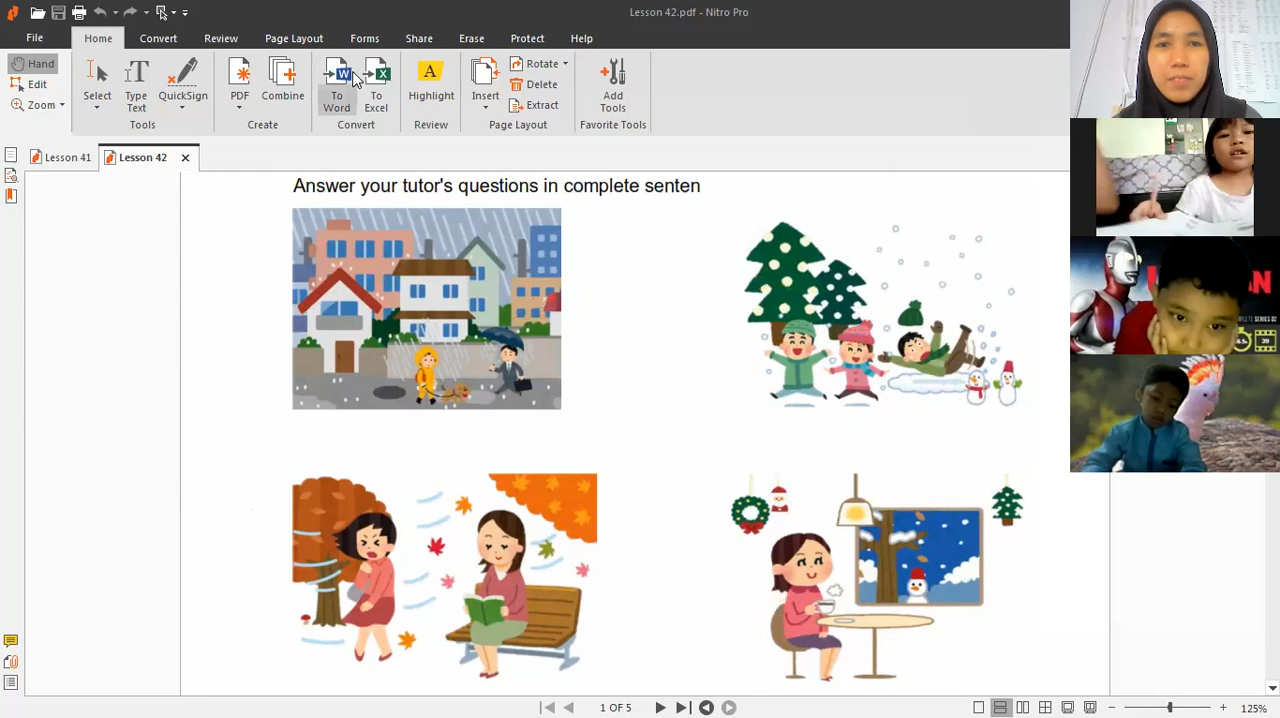 Lesson 42.pdf - Nitro Pro
File
Home
Convert
Review
Page Layout
Forms
Share
Erase
Protect
Help
Hand
Edit
Zoom
Select
Type
Text
QuickSign
Tools
PDF
Combine
Create
To
Word
To
Excel
Convert
Highlight
Review
Insert
Rotate
Delete
Extract
Page Layout
Add
Tools
Favorite Tools
Lesson 41
Lesson 42
Answer your tutor's questions in complete senten
39
1 OF 5
125%